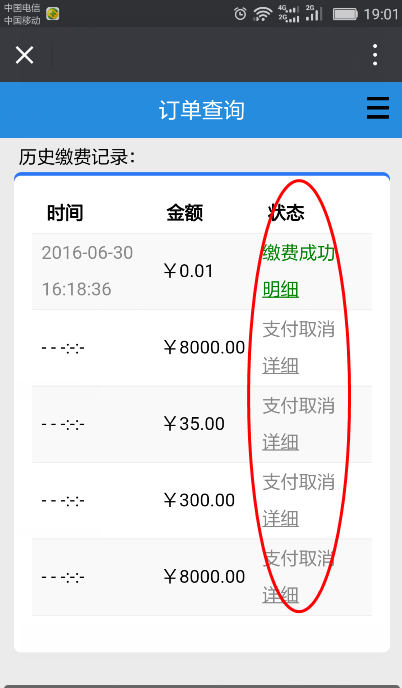 中国电信
中国移动
4G 2G 2G 19:01
订单查询
历史缴费记录：
时间 金额 状态
2016-06-30 16:18:36 ￥0.01 缴费成功 明细
- - -:-:- ￥8000.00 支付取消 详细
- - -:-:- ￥35.00 支付取消 详细
- - -:-:- ￥300.00 支付取消 详细
- - -:-:- ￥8000.00 支付取消 详细